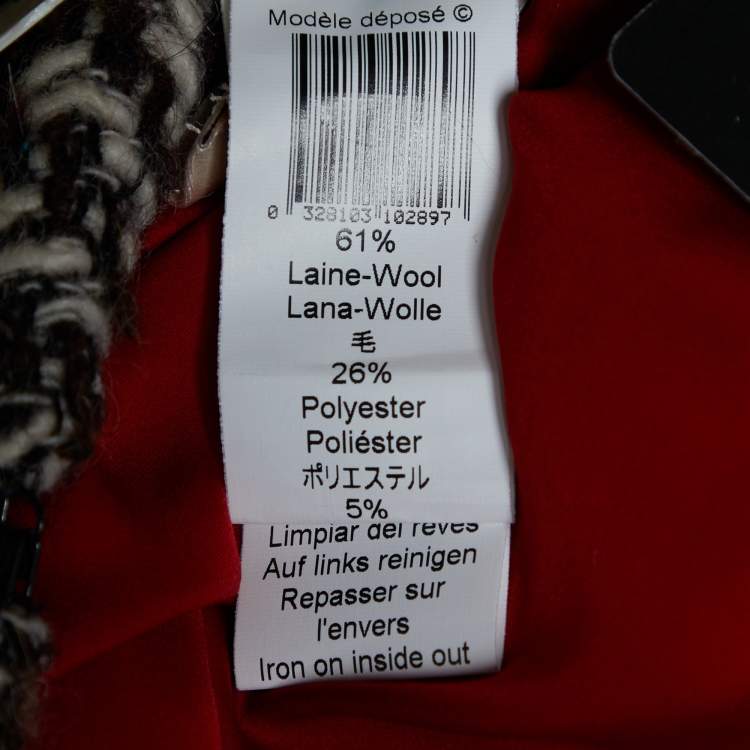 Modèle déposé ©
0 328103 102897
61%
Laine-Wool
Lana-Wolle
毛
26%
Polyester
Poliéster
ポリエステル
5%
Limpiar del revés
Auf links reinigen
Repasser sur
l'envers
Iron on inside out